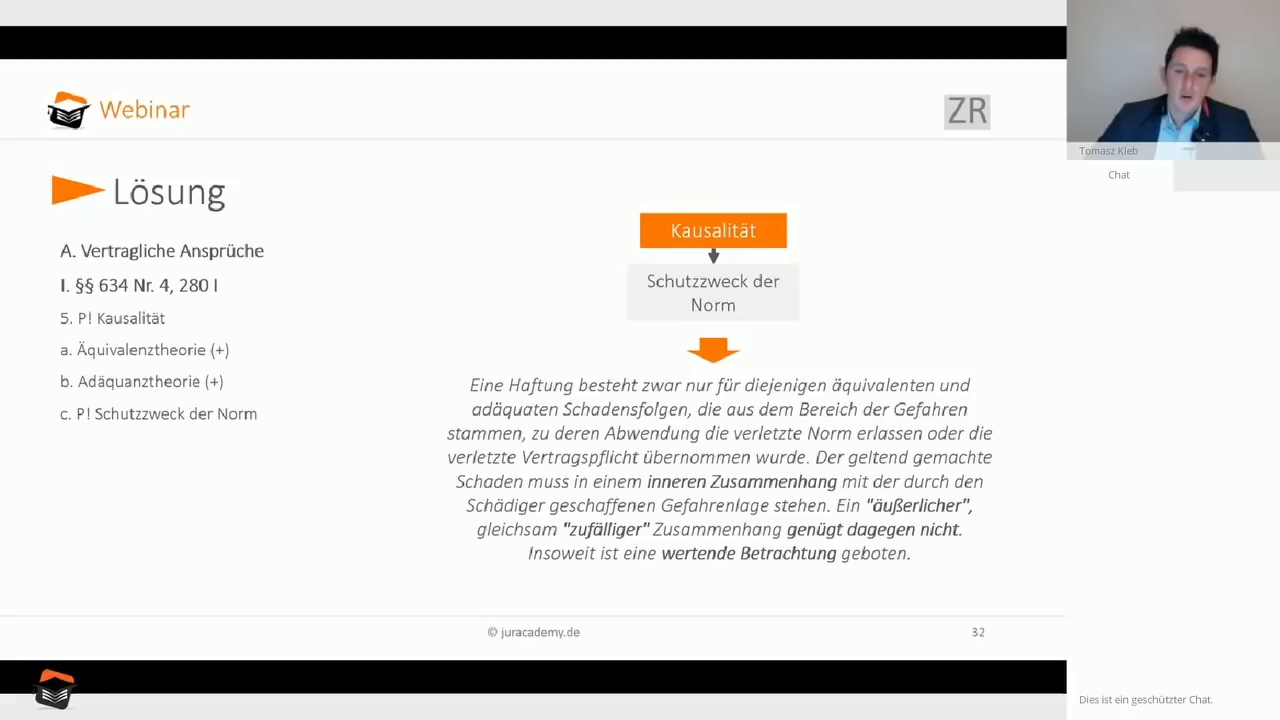 Webinar
ZR
Lösung
A. Vertragliche Ansprüche
I. §§ 634 Nr. 4, 280 I
5. P! Kausalität
a. Äquivalenztheorie (+)
b. Adäquanztheorie (+)
c. P! Schutzzweck der Norm
Kausalität
Schutzzweck der
Norm
Eine Haftung besteht zwar nur für diejenigen äquivalenten und
adäquaten Schadensfolgen, die aus dem Bereich der Gefahren
stammen, zu deren Abwendung die verletzte Norm erlassen oder die
verletzte Vertragspflicht übernommen wurde. Der geltend gemachte
Schaden muss in einem inneren Zusammenhang mit der durch den
Schädiger geschaffenen Gefahrenlage stehen. Ein "äußerlicher",
gleichsam "zufälliger" Zusammenhang genügt dagegen nicht.
Insoweit ist eine wertende Betrachtung geboten.
© juracademy.de
32
Tomasz Kleb
Chat
Dies ist ein geschützter Chat.